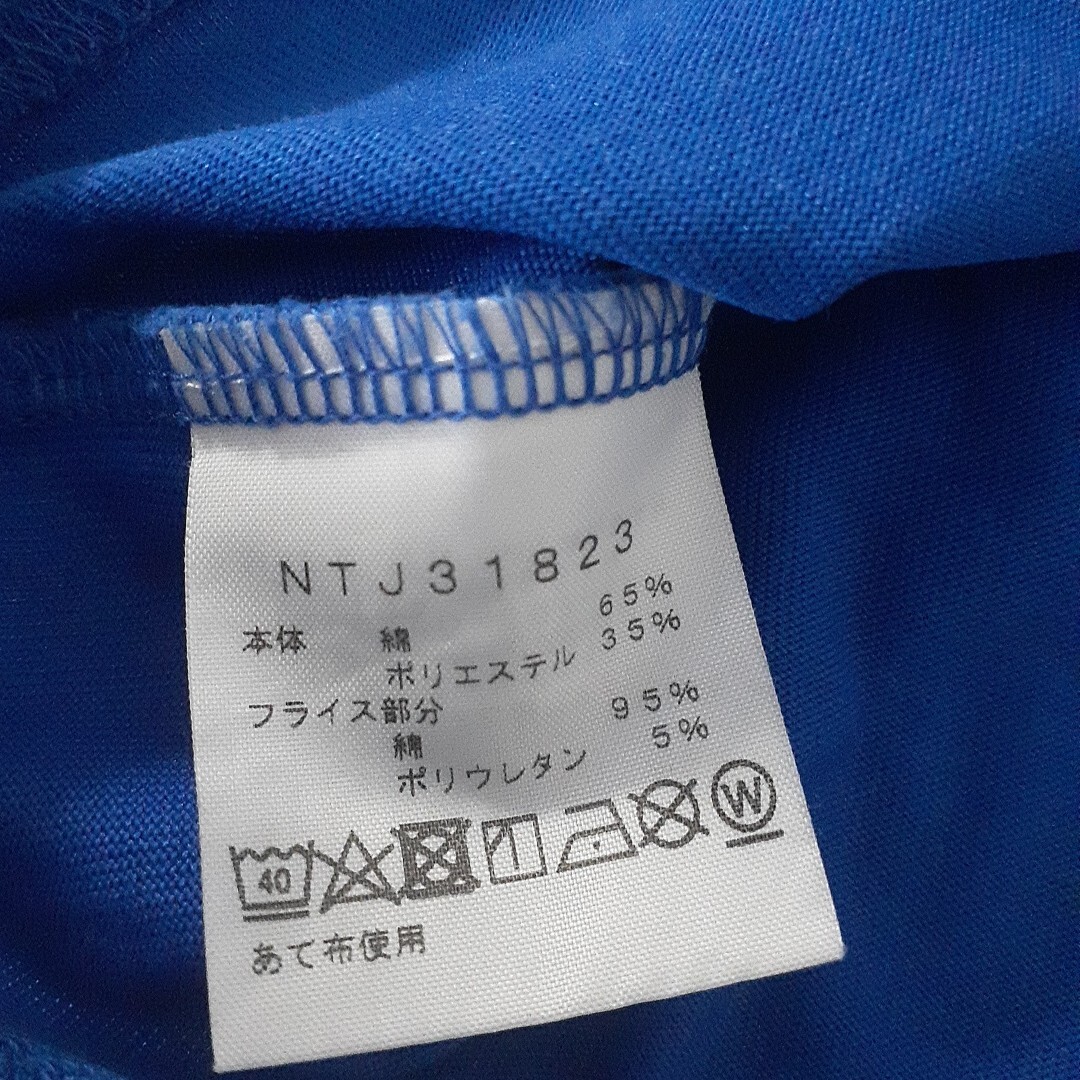 NTJ31823
本体 綿 65%
ポリエステル 35%
フライス部分
綿 95%
ポリウレタン 5%
40 W
あて布使用